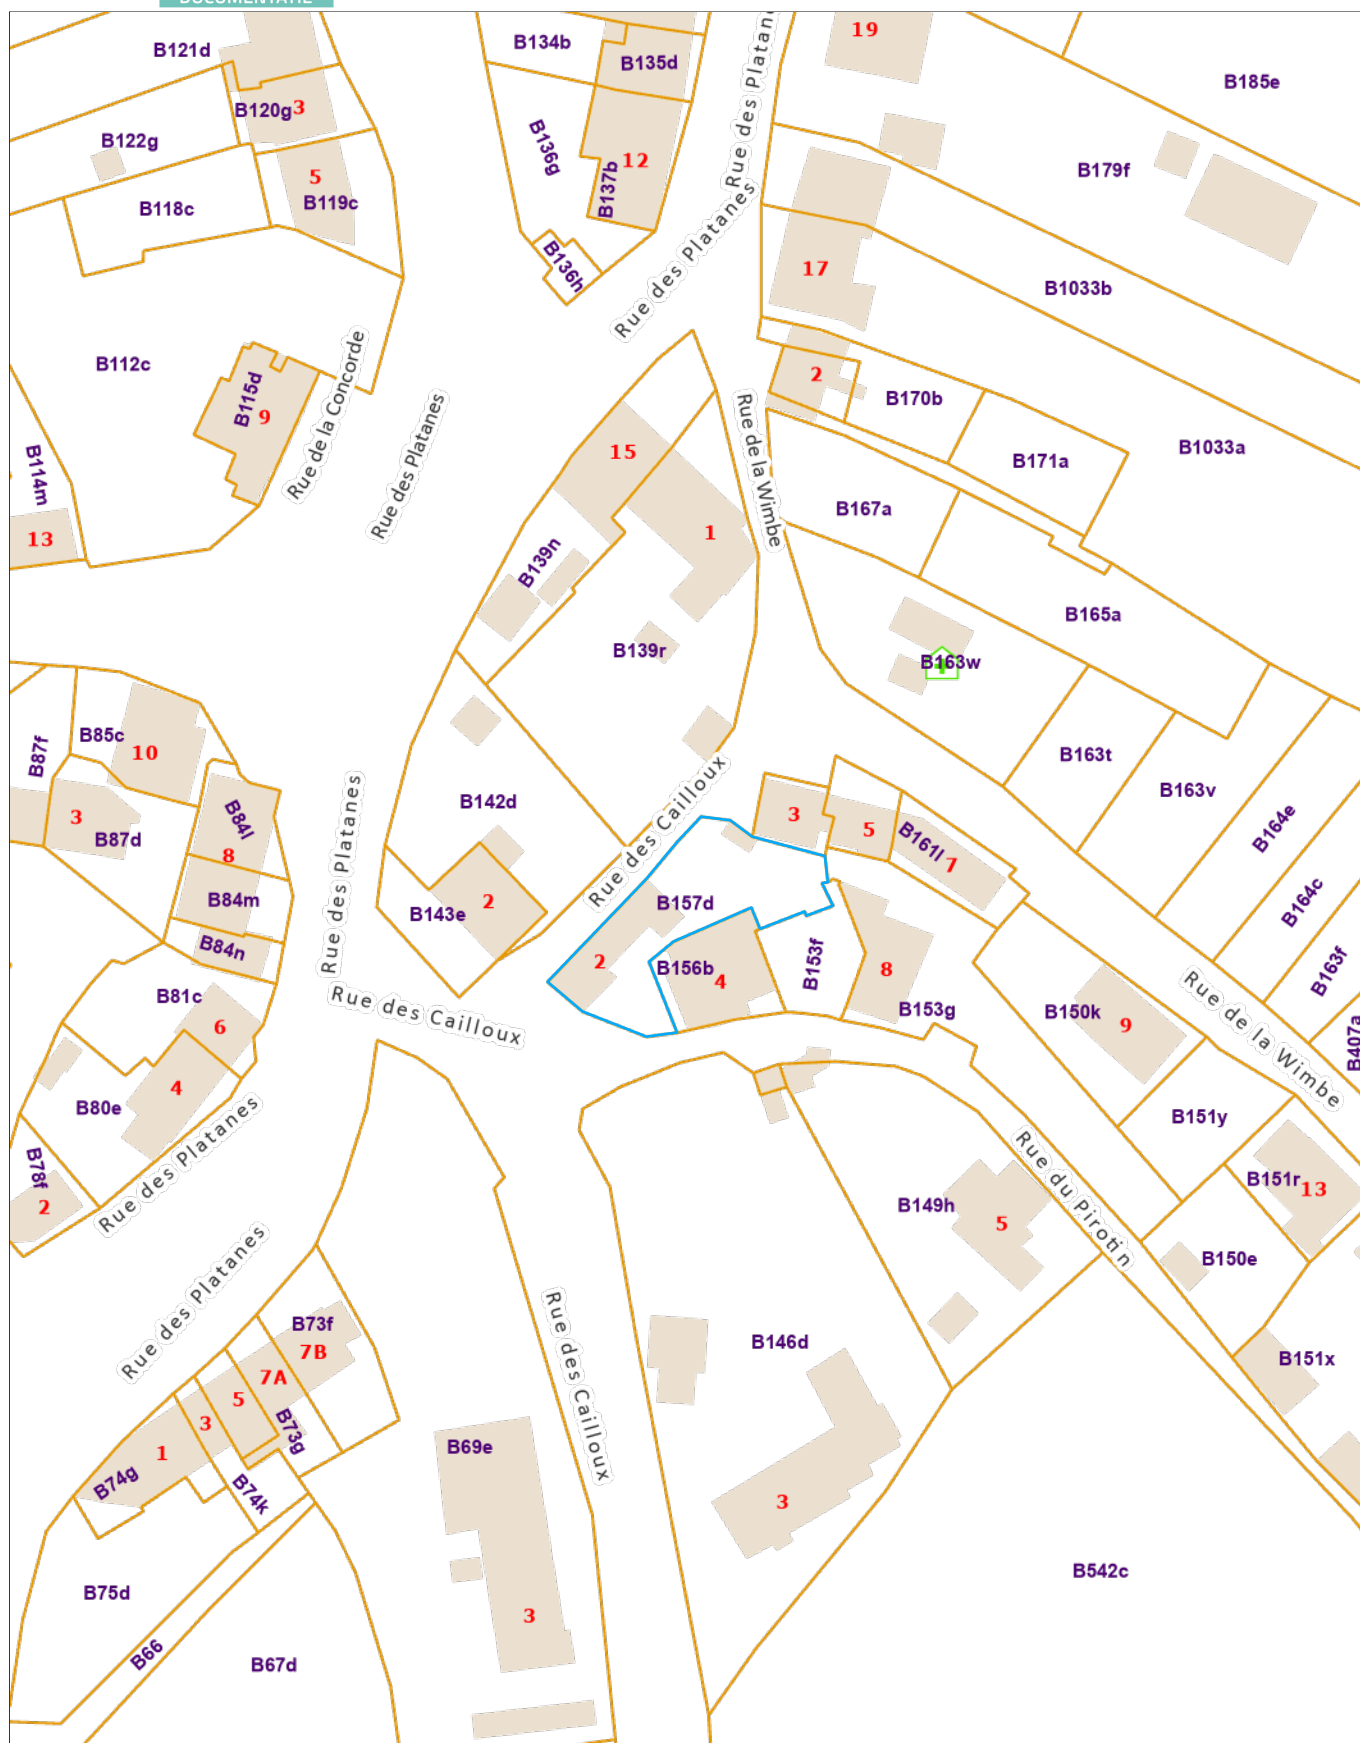 DOCUMENTATIE
19
B121d
B134b
B135d
Rue des Platanes
B185e
B120g
3
B122g
B136g
12
B137b
B179f
5
B119c
B118c
Rue des Platanes
B136h
17
B1033b
B112c
B115d
9
Rue de la Concorde
Rue des Platanes
2
B170b
B171a
B1033a
B114m
13
15
1
Rue de la Wimbe
B167a
B139n
B139r
B165a
B163w
B87f
B85c
10
B163t
B163v
B164e
B164c
B163f
B407a
3
B87d
B84l
8
B84m
B84n
B142d
Rue des Cailloux
3
5
B161l
7
Rue des Platanes
B143e
2
B157d
2
B156b
4
B153f
8
B153g
B81c
6
Rue des Cailloux
B150k
9
Rue de la Wimbe
B80e
4
Rue des Platanes
B78f
2
B151y
B151r
13
Rue du Pirotin
B149h
5
B150e
Rue des Platanes
B73f
7B
7A
5
3
1
B73g
B74g
B74k
Rue des Cailloux
B146d
3
B151x
B69e
3
B542c
B75d
B66
B67d